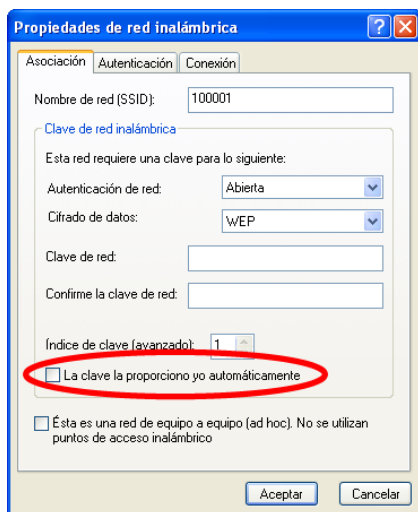 Propiedades de red inalámbrica
Asociación Autenticación Conexión
Nombre de red (SSID): 100001
Clave de red inalámbrica
Esta red requiere una clave para lo siguiente:
Autenticación de red: Abierta
Cifrado de datos: WEP
Clave de red:
Confirme la clave de red:
Índice de clave (avanzado): 1
La clave la proporciono yo automáticamente
Ésta es una red de equipo a equipo (ad hoc). No se utilizan
puntos de acceso inalámbrico
Aceptar Cancelar